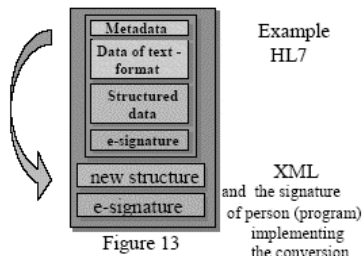 Metadata
Data of text -
format
Structured
data
e-signature
new structure
e-signature
Example
HL7
XML
and the signature
of person (program)
implementing
the conversion
Figure 13